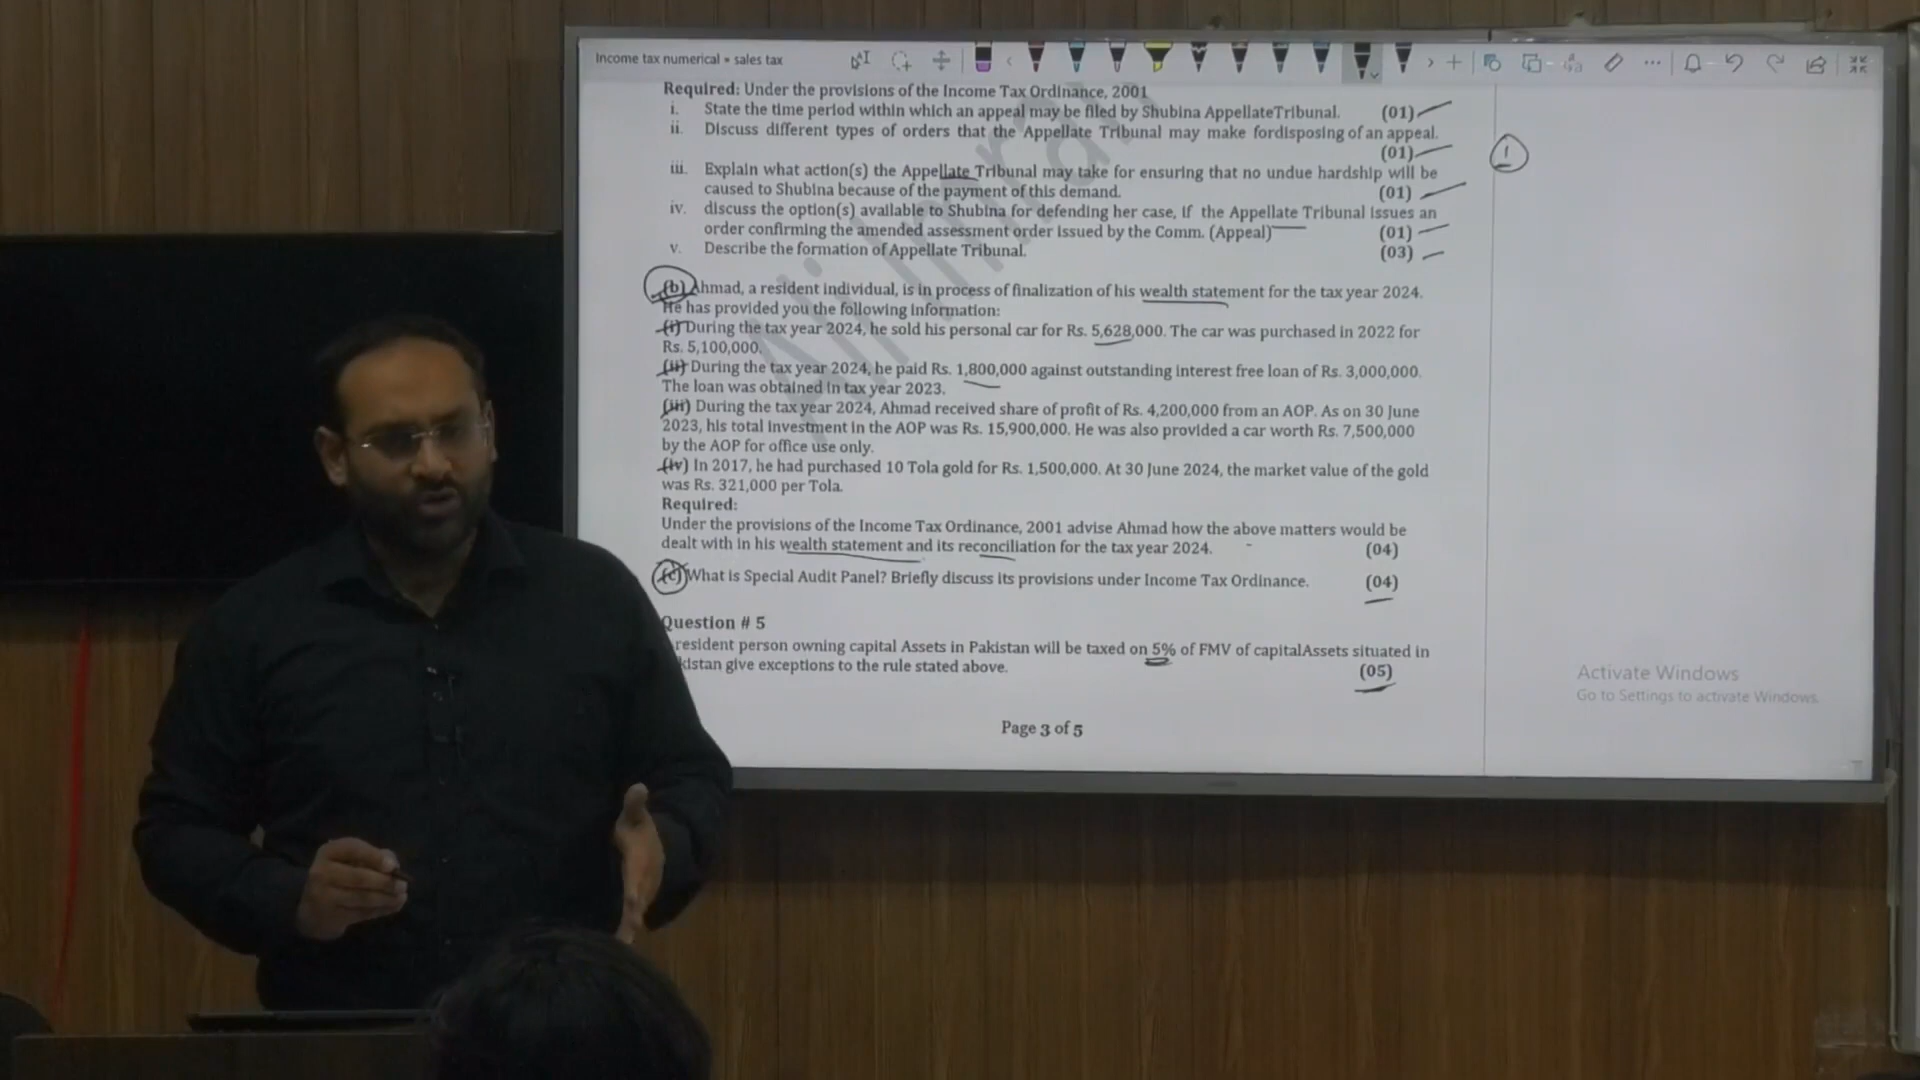 Income tax numerical + sales tax
Required: Under the provisions of the Income Tax Ordinance, 2001
i. State the time period within which an appeal may be filed by Shubina AppellateTribunal. (01)
ii. Discuss different types of orders that the Appellate Tribunal may make fordisposing of an appeal.
(01)
iii. Explain what action(s) the Appellate Tribunal may take for ensuring that no undue hardship will be
caused to Shubina because of the payment of this demand. (01)
iv. discuss the option(s) available to Shubina for defending her case, if the Appellate Tribunal issues an
order confirming the amended assessment order issued by the Comm. (Appeal) (01)
v. Describe the formation of Appellate Tribunal. (03)
1
(b) Ahmad, a resident individual, is in process of finalization of his wealth statement for the tax year 2024.
He has provided you the following information:
(i) During the tax year 2024, he sold his personal car for Rs. 5,628,000. The car was purchased in 2022 for
Rs. 5,100,000.
(ii) During the tax year 2024, he paid Rs. 1,800,000 against outstanding interest free loan of Rs. 3,000,000.
The loan was obtained in tax year 2023.
(iii) During the tax year 2024, Ahmad received share of profit of Rs. 4,200,000 from an AOP. As on 30 June
2023, his total investment in the AOP was Rs. 15,900,000. He was also provided a car worth Rs. 7,500,000
by the AOP for office use only.
(iv) In 2017, he had purchased 10 Tola gold for Rs. 1,500,000. At 30 June 2024, the market value of the gold
was Rs. 321,000 per Tola.
Required:
Under the provisions of the Income Tax Ordinance, 2001 advise Ahmad how the above matters would be
dealt with in his wealth statement and its reconciliation for the tax year 2024. (04)
(c) What is Special Audit Panel? Briefly discuss its provisions under Income Tax Ordinance. (04)
Question # 5
resident person owning capital Assets in Pakistan will be taxed on 5% of FMV of capitalAssets situated in
give exceptions to the rule stated above. (05)
Page 3 of 5
Activate Windows
Go to Settings to activate Windows.